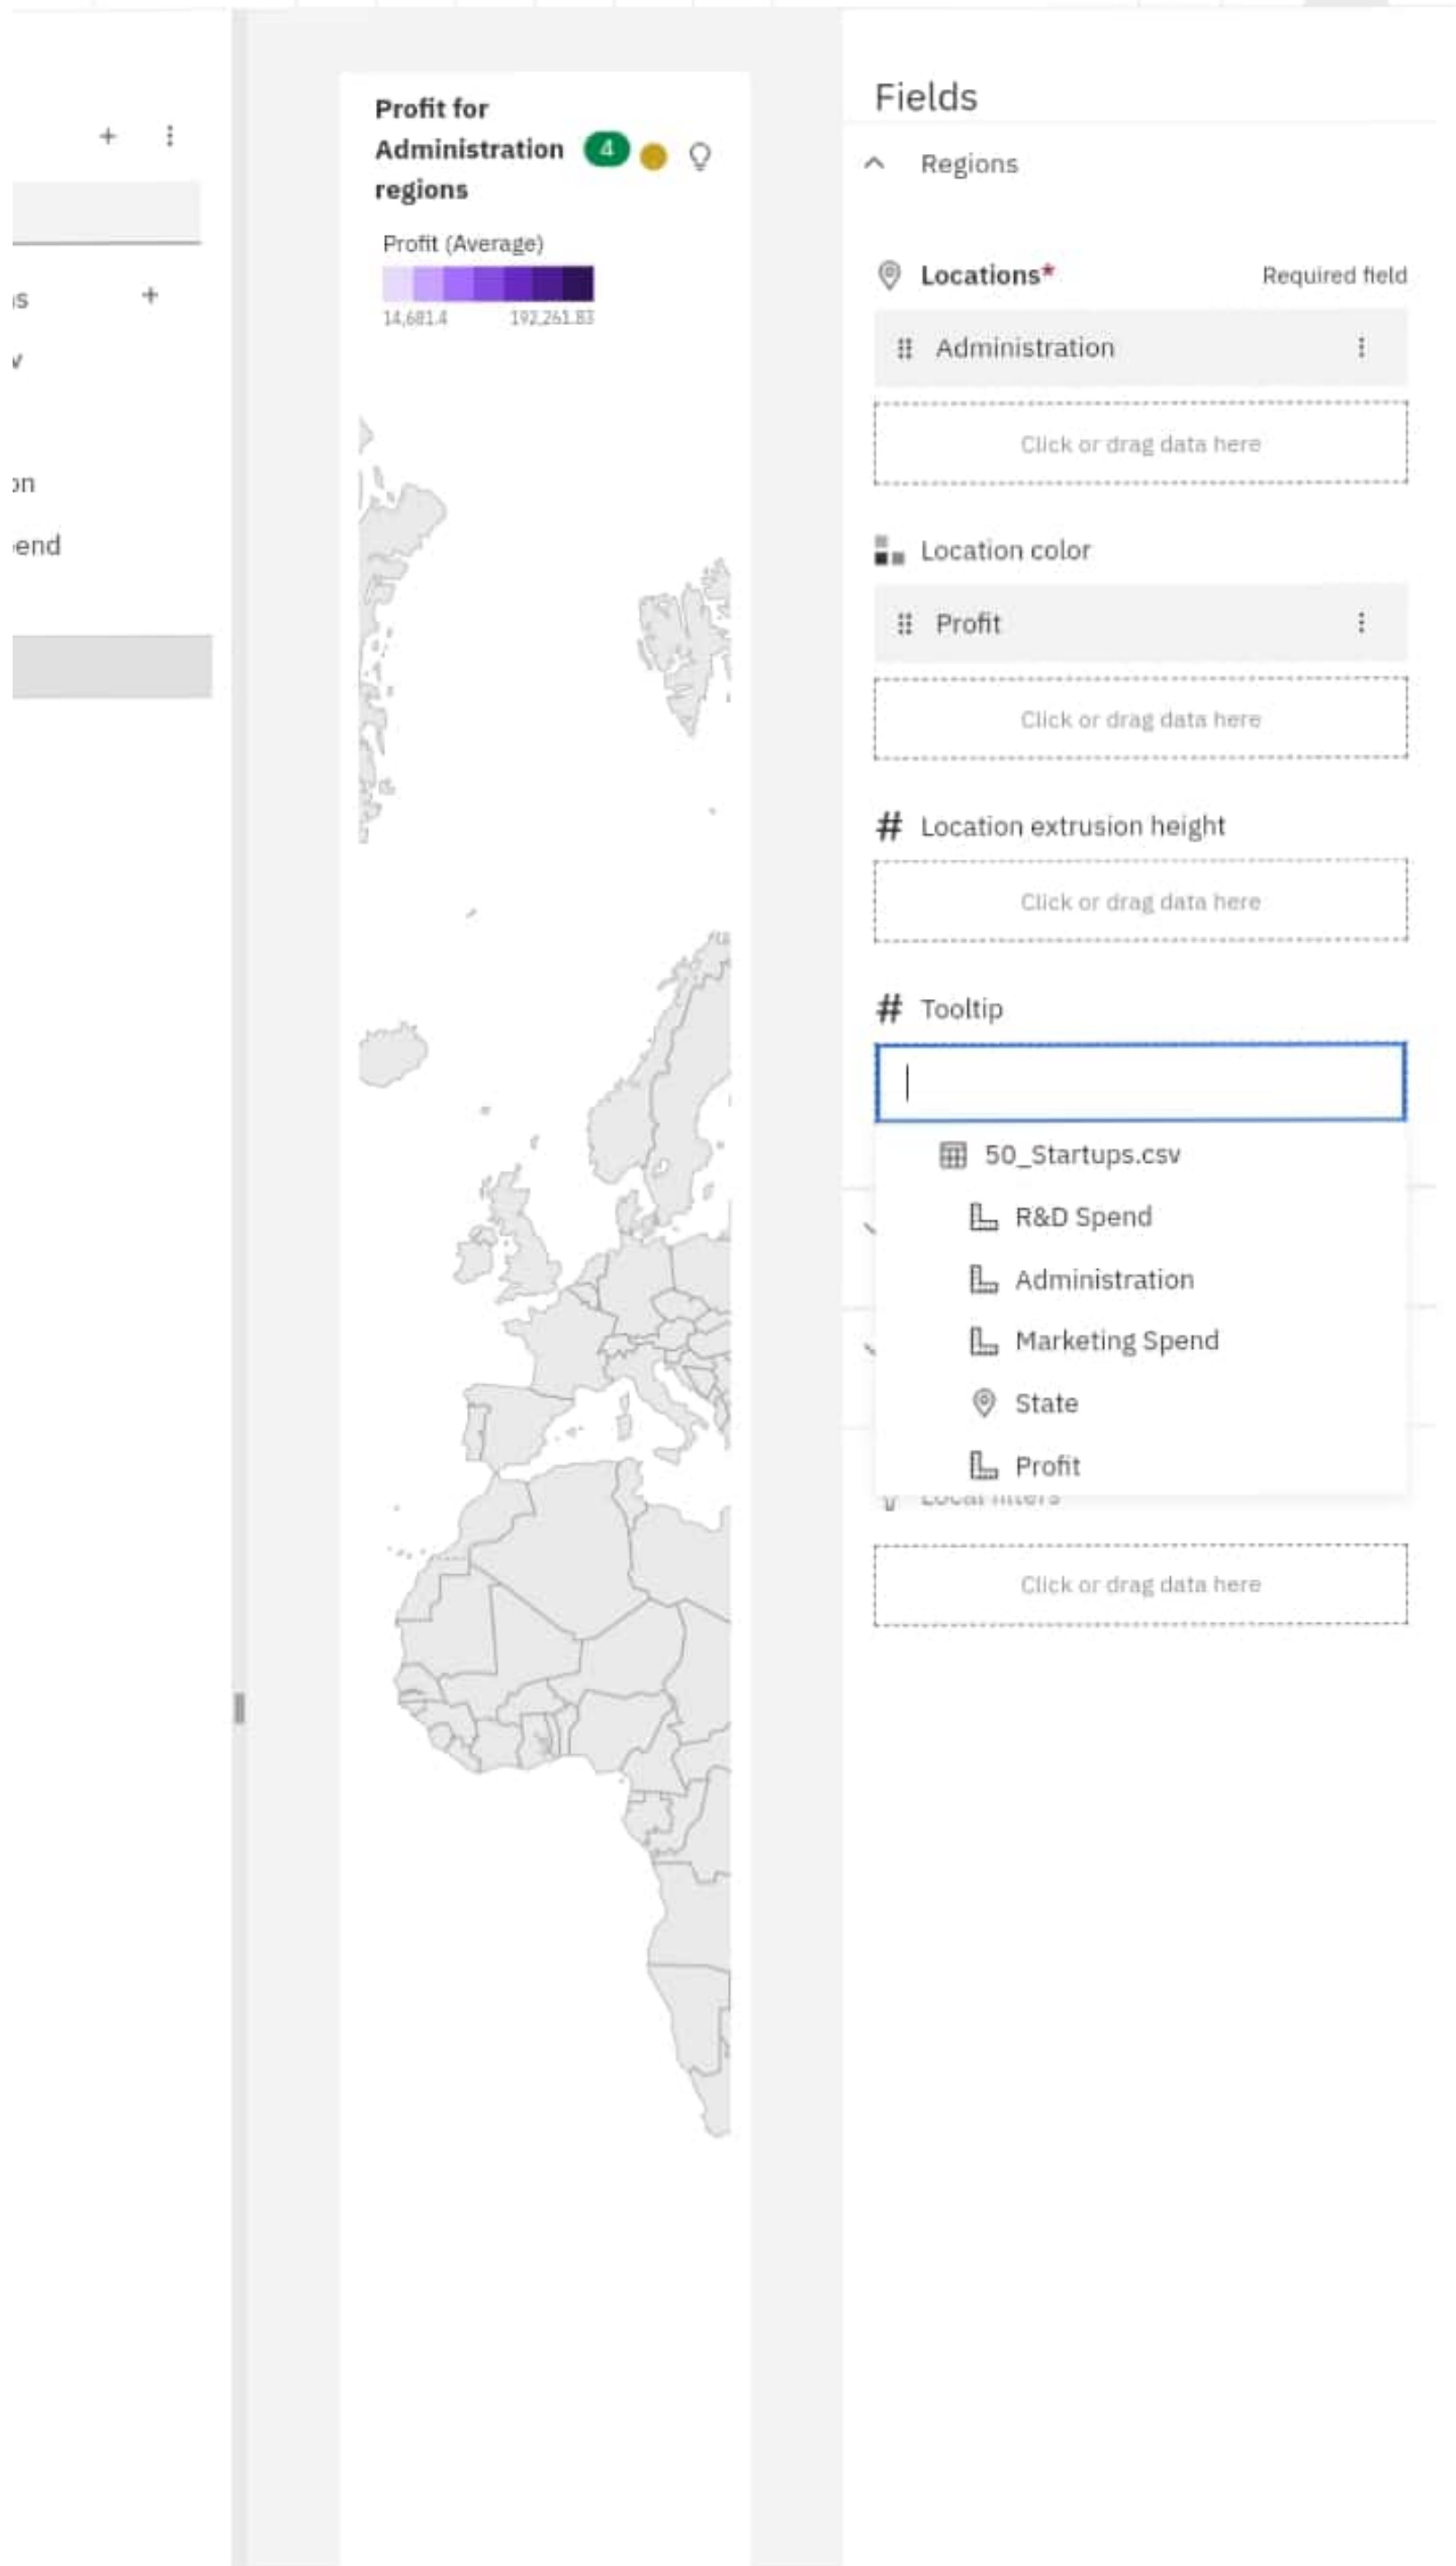 Profit for
Administration
regions
4
Profit (Average)
14,681.4
192,261.83
Fields
Regions
Locations*
Required field
Administration
Click or drag data here
Location color
Profit
Click or drag data here
Location extrusion height
Click or drag data here
Tooltip
50_Startups.csv
R&D Spend
Administration
Marketing Spend
State
Profit
Local filters
Click or drag data here